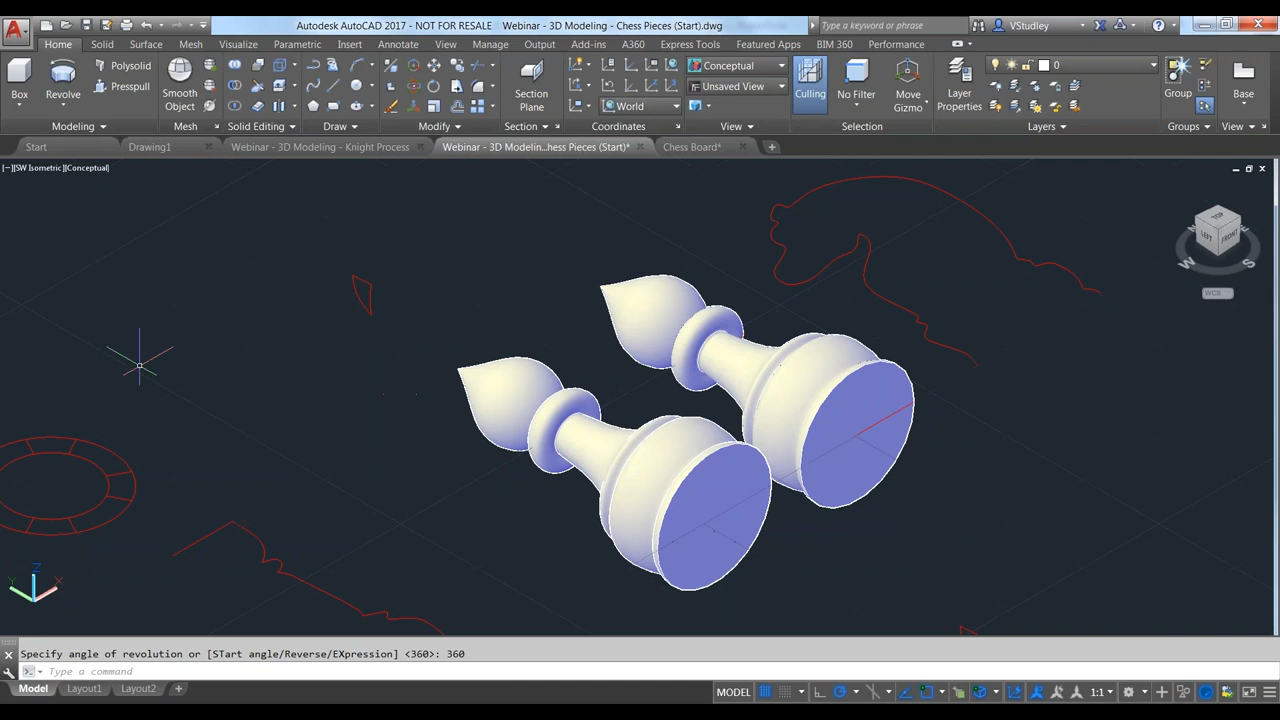 Autodesk AutoCAD 2017 - NOT FOR RESALE    Webinar - 3D Modeling - Chess Pieces (Start).dwg
Type a keyword or phrase
VStudley
Home Solid Surface Mesh Visualize Parametric Insert Annotate View Manage Output Add-ins A360 Express Tools Featured Apps BIM 360 Performance
Box
Revolve
Polysolid
Presspull
Smooth
Object
Section
Plane
World
Conceptual
Unsaved View
Culling
No Filter
Move
Gizmo
Layer
Properties
0
Group
Base
Modeling Mesh Solid Editing Draw Modify Section Coordinates View Selection Layers Groups View
Start Drawing1 Webinar - 3D Modeling - Knight Process Webinar - 3D Modelin...hess Pieces (Start)* Chess Board*
[−][SW Isometric][Conceptual]
TOP
LEFT
FRONT
W
S
WCS
Z
Y
X
Specify angle of revolution or [STart angle/Reverse/EXpression] <360>: 360
Type a command
Model Layout1 Layout2
MODEL
1:1